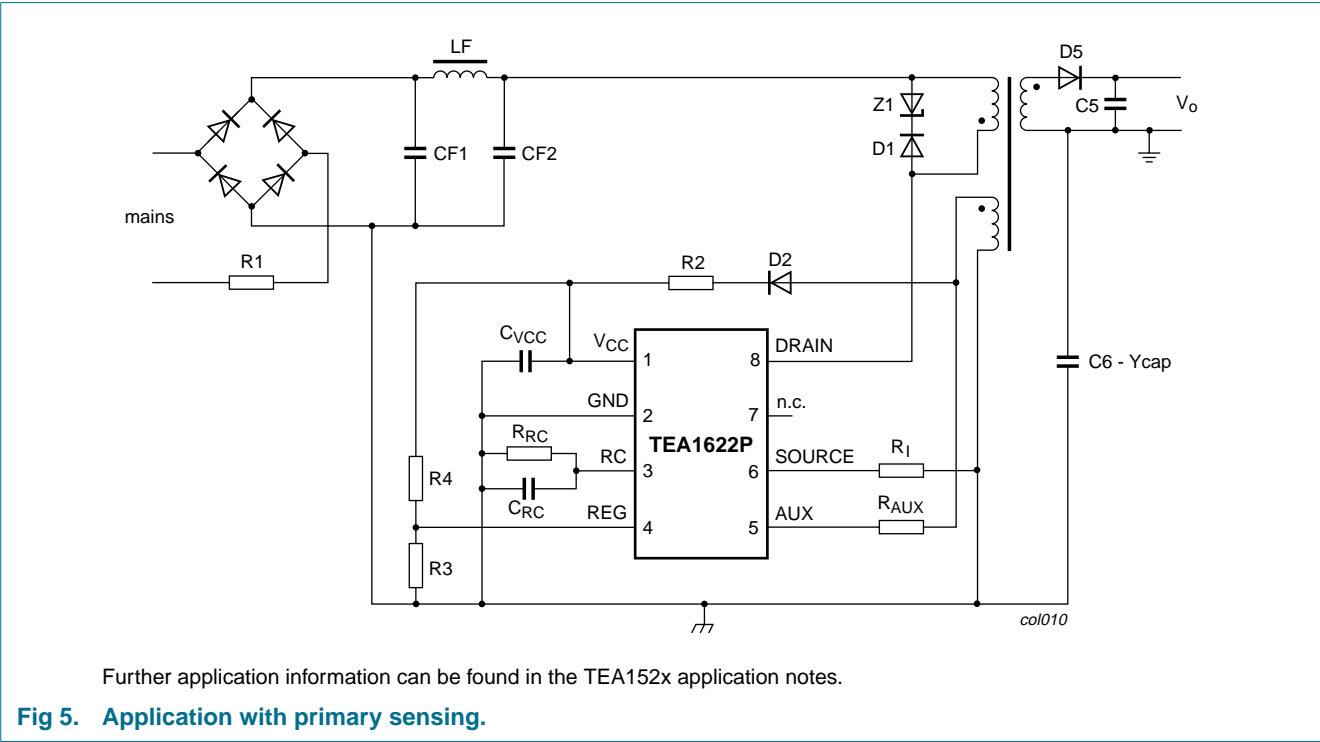 LF
D5
Z1
C5
Vo
D1
CF1
CF2
mains
R1
R2
D2
CVCC
VCC
1
8
DRAIN
C6 - Ycap
GND
2
7
n.c.
TEA1622P
RRC
RC
3
6
SOURCE
RI
R4
CRC
REG
4
5
AUX
RAUX
R3
col010
Further application information can be found in the TEA152x application notes.
Fig 5. Application with primary sensing.